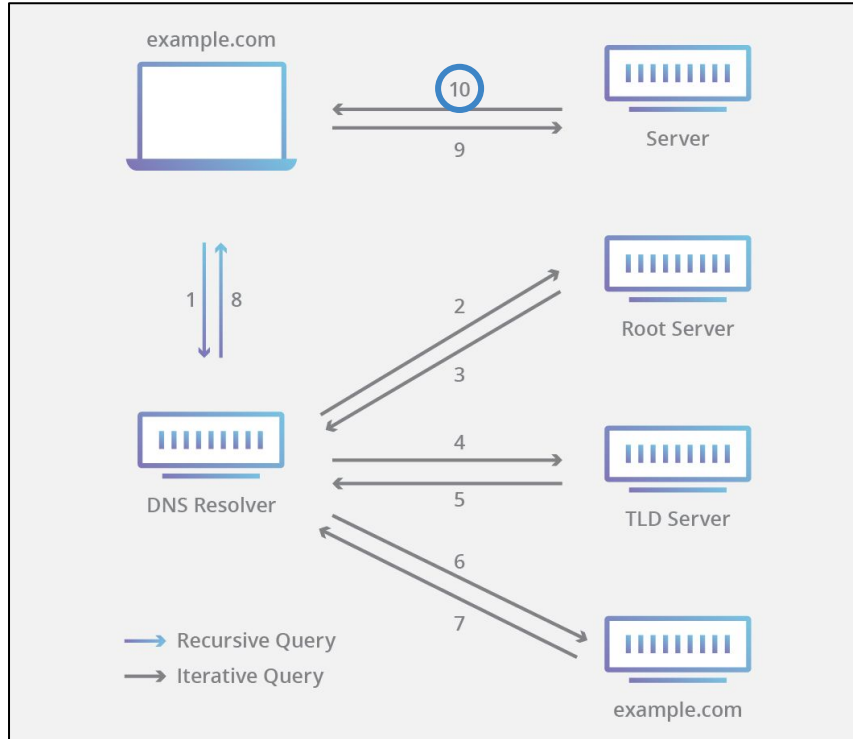 example.com
10
9
Server
1
8
2
3
Root Server
4
5
DNS Resolver
TLD Server
6
7
Recursive Query
Iterative Query
example.com